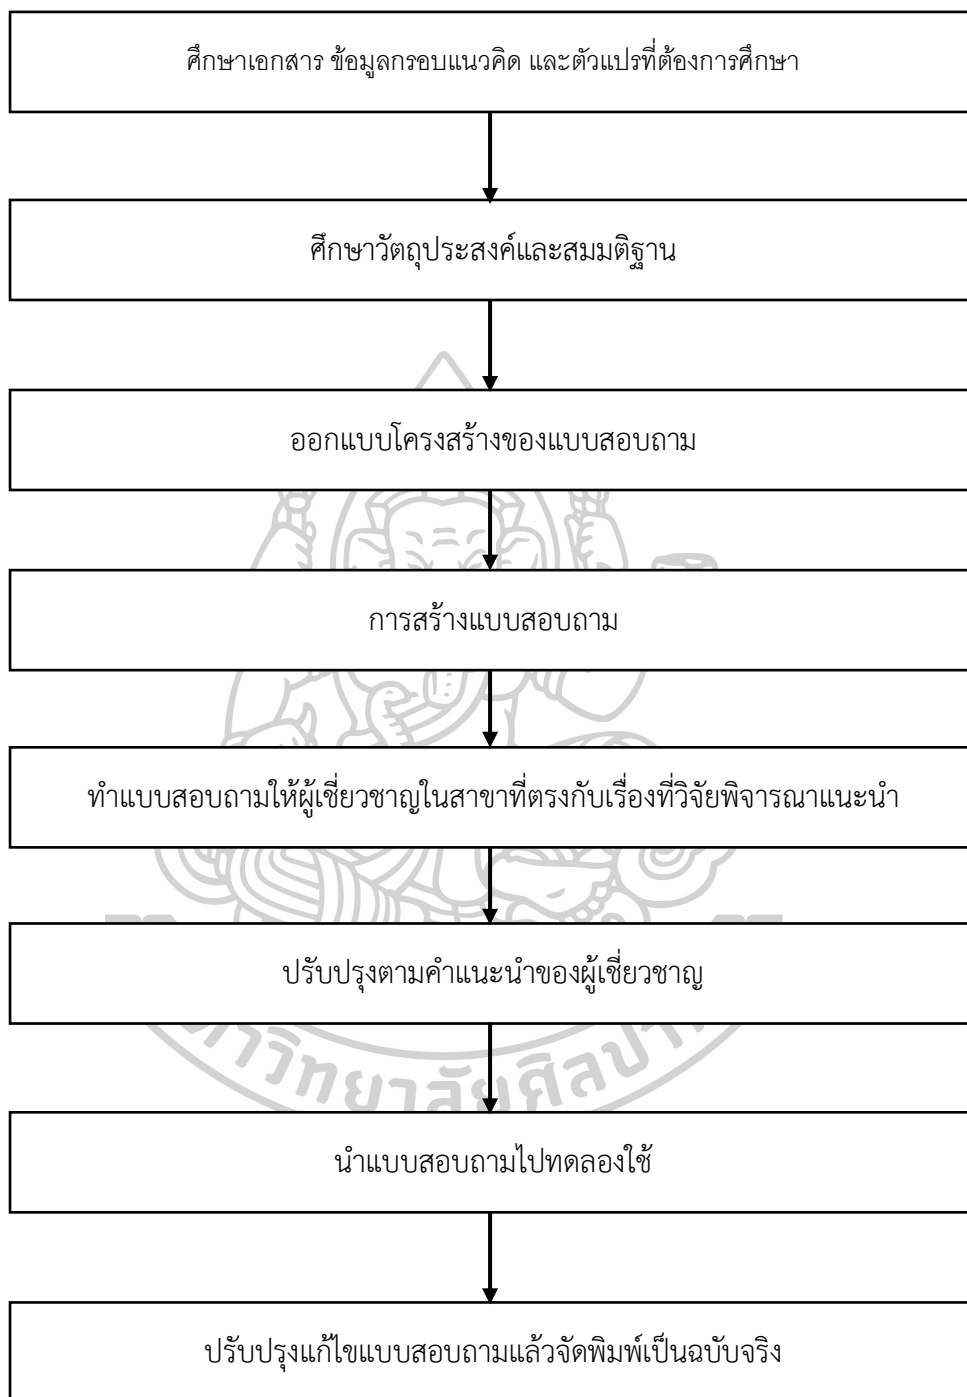 ศึกษาเอกสาร ข้อมูลกรอบแนวคิด และตัวแปรที่ต้องการศึกษา
ศึกษาวัตถุประสงค์และสมมติฐาน
ออกแบบโครงสร้างของแบบสอบถาม
การสร้างแบบสอบถาม
ทำแบบสอบถามให้ผู้เชี่ยวชาญในสาขาที่ตรงกับเรื่องที่วิจัยพิจารณาแนะนำ
ปรับปรุงตามคำแนะนำของผู้เชี่ยวชาญ
นำแบบสอบถามไปทดลองใช้
ปรับปรุงแก้ไขแบบสอบถามแล้วจัดพิมพ์เป็นฉบับจริง